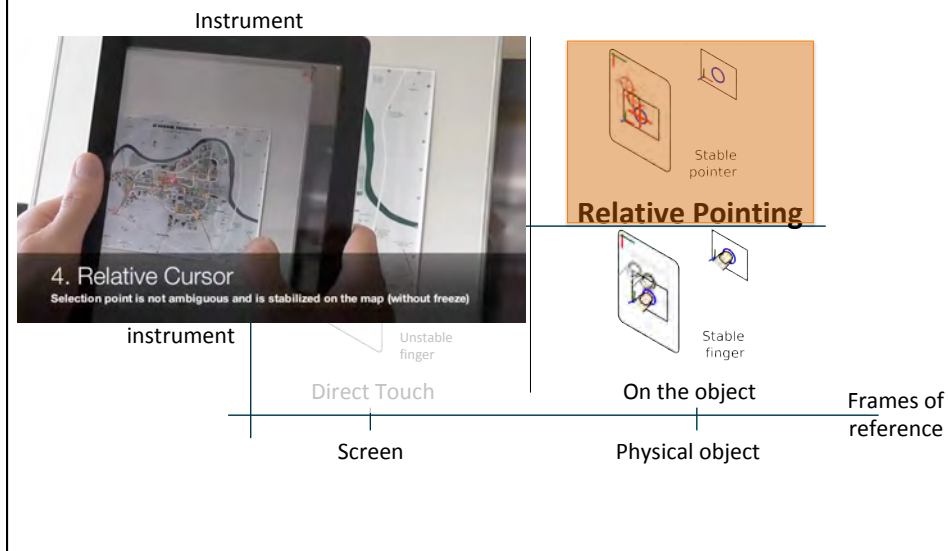 Instrument
Stable
pointer
Relative Pointing
4. Relative Cursor
Selection point is not ambiguous and is stabilized on the map (without freeze)
instrument
Unstable
finger
Stable
finger
Direct Touch
On the object
Frames of
reference
Screen
Physical object